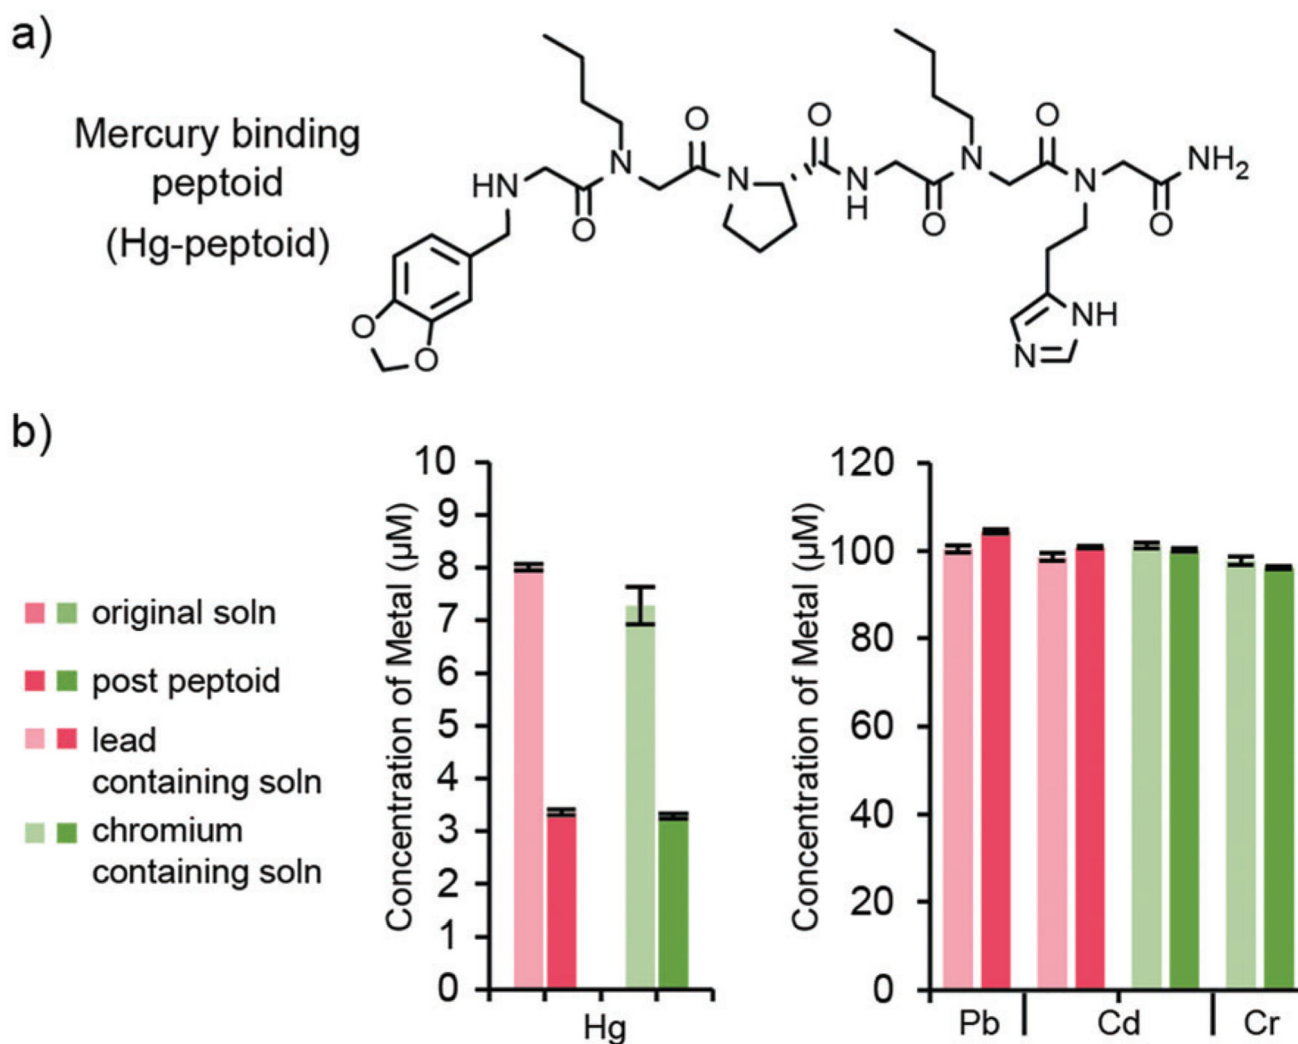 a)
Mercury binding
peptoid
(Hg-peptoid)
HN
O
N
O
N
O
N
H
O
N
O
N
O
NH2
O
O
N
NH
b)
original soln
post peptoid
lead
containing soln
chromium
containing soln
Concentration of Metal (µM)
10
9
8
7
6
5
4
3
2
1
0
Hg
Concentration of Metal (µM)
120
100
80
60
40
20
0
Pb
Cd
Cr